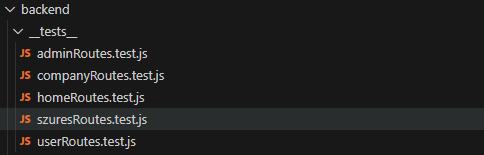 backend
__tests__
JS adminRoutes.test.js
JS companyRoutes.test.js
JS homeRoutes.test.js
JS szuresRoutes.test.js
JS userRoutes.test.js